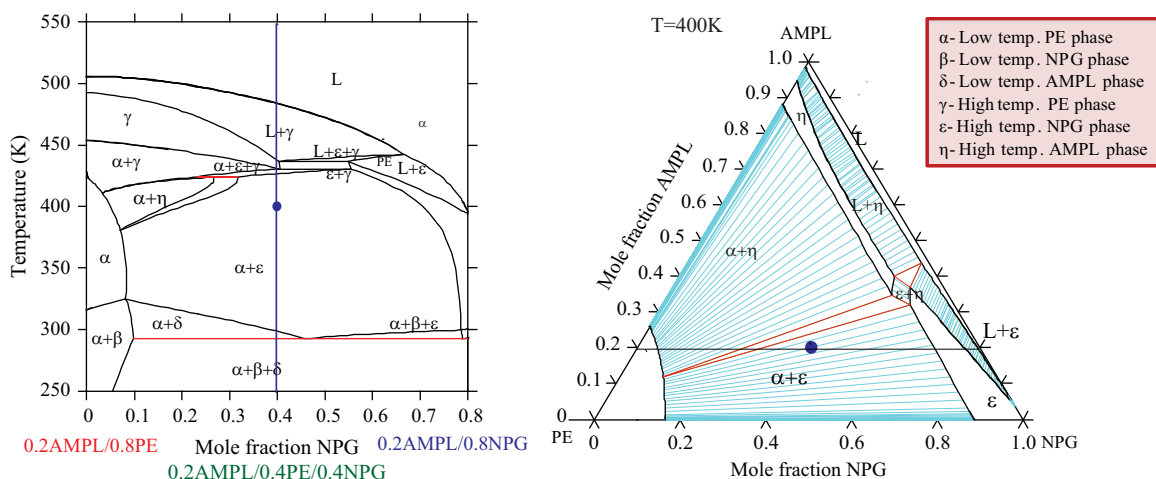 550
500
450
400
350
300
250
Temperature (K)
L
α
γ
L+γ
L+ε+γ
PE
L+ε
α+γ
α+ε+γ
ε+γ
α+η
α
α+ε
α+δ
α+β+ε
α+β
α+β+δ
0 0.1 0.2 0.3 0.4 0.5 0.6 0.7 0.8
0.2AMPL/0.8PE
Mole fraction NPG
0.2AMPL/0.8NPG
0.2AMPL/0.4PE/0.4NPG
T=400K
AMPL
1.0
0.9
0.8
0.7
0.6
0.5
0.4
0.3
0.2
0.1
0
Mole fraction AMPL
η
L
L+η
α+η
ε+η
L+ε
α+ε
ε
PE
NPG
0 0.2 0.4 0.6 0.8 1.0
Mole fraction NPG
α- Low temp. PE phase
β- Low temp. NPG phase
δ- Low temp. AMPL phase
γ- High temp. PE phase
ε- High temp. NPG phase
η- High temp. AMPL phase